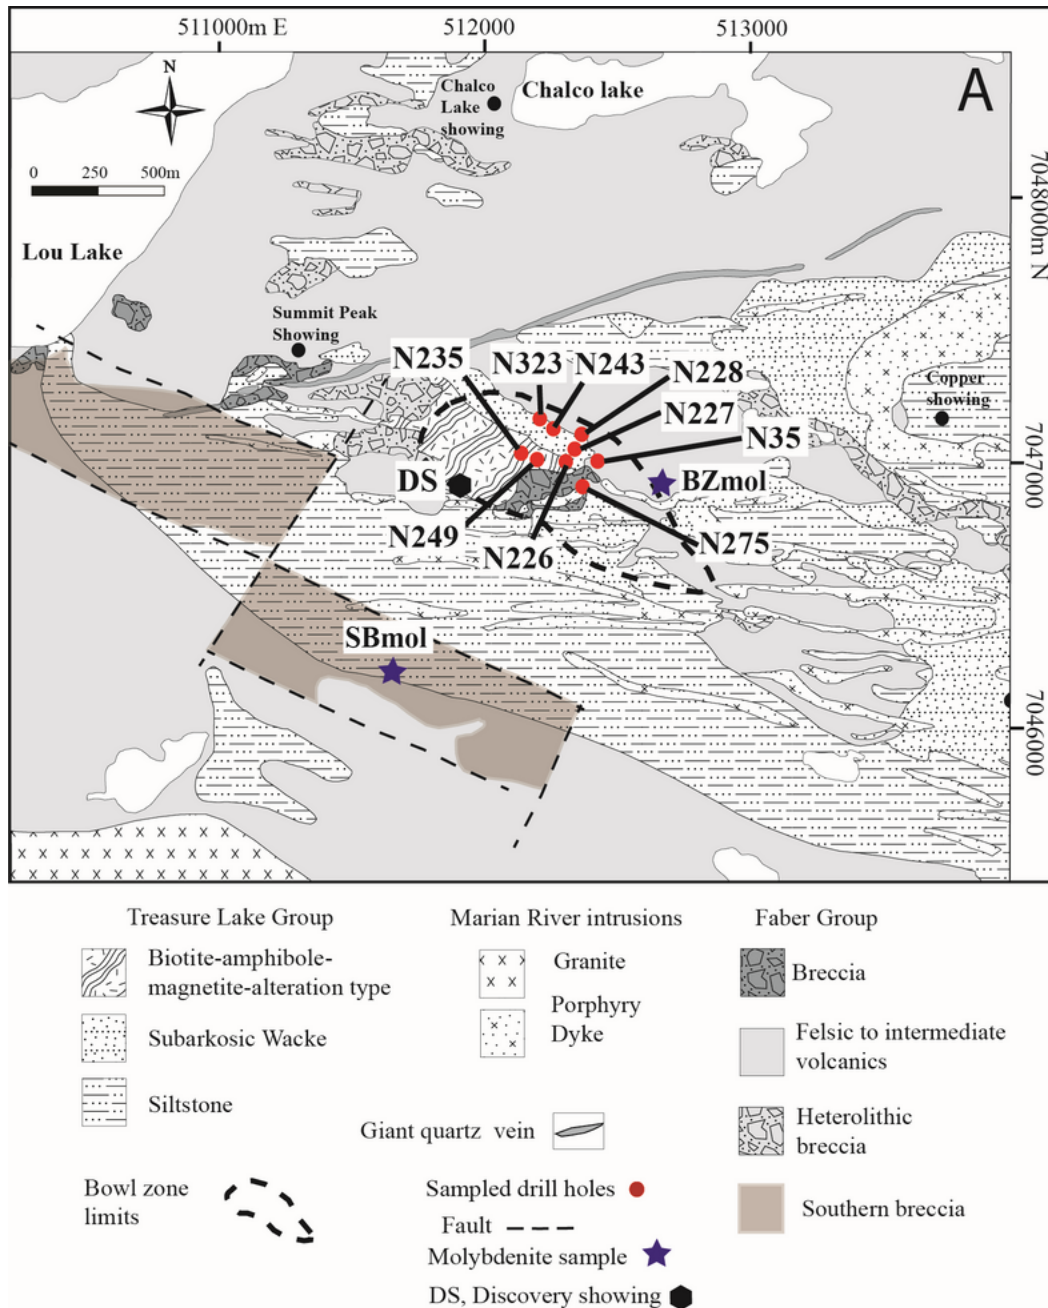 511000m E
512000
513000
A
N
Chalco
Lake
showing
Chalco lake
0 250 500m
7048000m N
Lou Lake
Summit Peak
Showing
N235
N323
N243
N228
N227
N35
Copper
showing
7047000
DS
BZmol
N249
N226
N275
SBmol
7046000
Treasure Lake Group
Biotite-amphibole-
magnetite-alteration type
Subarkosic Wacke
Siltstone
Bowl zone
limits
Marian River intrusions
Granite
Porphyry
Dyke
Giant quartz vein
Sampled drill holes
Fault
Molybdenite sample
DS, Discovery showing
Faber Group
Breccia
Felsic to intermediate
volcanics
Heterolithic
breccia
Southern breccia